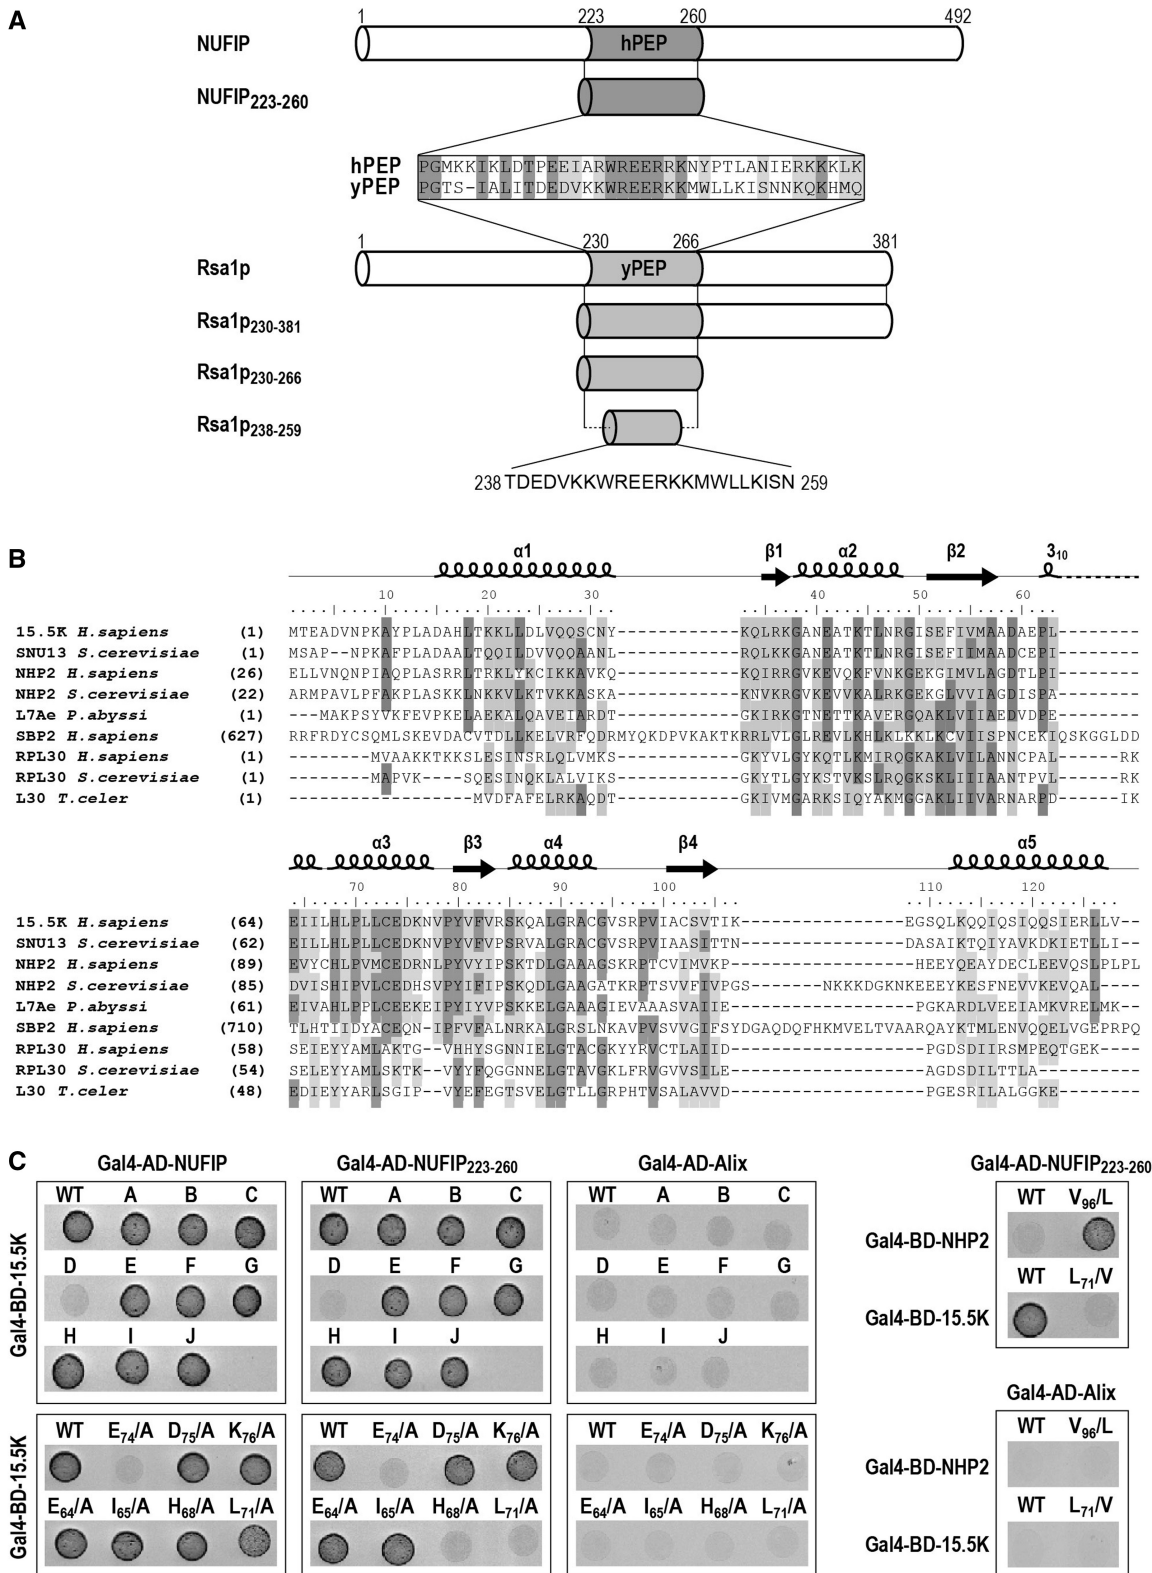 A
1 223 260 492
NUFIP hPEP
NUFIP223-260
hPEP PGMKKIKLDTPEEIARWREERRKNYPTLANIERKKKLK
yPEP PGTS-IALITDEDVKKWREERKKMWLLKISNNKQKHMQ
1 230 266 381
Rsa1p yPEP
Rsa1p230-381
Rsa1p230-266
Rsa1p238-259
238 TDEDVKKWREERKKMWLLKISN 259
B
α1 β1 α2 β2 3₁₀
10 20 30 40 50 60
15.5K H.sapiens (1) MTEADVNPKAYPLADAHLTKKLLDLVQQSCNY------------KQLRKGANEATKTLNRGISEFIVMAADAEPL--------
SNU13 S.cerevisiae (1) MSAP--NPKAFPLADAALTQQILDVVQQAANL------------RQLKKGANEATKTLNRGISEFIIMAADCEPI--------
NHP2 H.sapiens (26) ELLVNQNPIAQPLASRRLTRKLYKCIKKAVKQ------------KQIRRGVKEVQKFVNKGEKGIMVLAGDTLPI--------
NHP2 S.cerevisiae (22) ARMPAVLPFAKPLASKKLNKKVLKTVKKASKA------------KNVKRGVKEVVKALRKGEKGLVVIAGDISPA--------
L7Ae P.abyssi (1) ---MAKPSYVKFEVPKELAEKALQAVEIARDT------------GKIRKGTNETTKAVERGQAKLVIIAEDVDPE--------
SBP2 H.sapiens (627) RRFRDYCSQMLSKEVDACVTDLLKELVRFQDRMYQKDPVKAKTKRRLVLGLREVLKHLKLKKLKCVIISPNCEKIQSKGGLDD
RPL30 H.sapiens (1) --------MVAAKKTKKSLESINSRLQLVMKS------------GKYVLGYKQTLKMIRQGKAKLVILANNCPAL------RK
RPL30 S.cerevisiae (1) --------MAPVK---SQESINQKLALVIKS------------GKYTLGYKSTVKSLRQGKSKLIIIAANTPVL------RK
L30 T.celer (1) ------------------MVDFAFELRKAQDT------------GKIVMGARKSIQYAKMGGAKLIIVARNARPD------IK
α3 β3 α4 β4 α5
70 80 90 100 110 120
15.5K H.sapiens (64) EIILHLPLLCEDKNVPYVFVRSKQALGRACGVSRPVIACSVTIK----------------EGSQLKQQIQSIQQSIERLLV--
SNU13 S.cerevisiae (62) EILLHLPLLCEDKNVPYVFVPSRVALGRACGVSRPVIAASITTN----------------DASAIKTQIYAVKDKIETLLI--
NHP2 H.sapiens (89) EVYCHLPVMCEDRNLPYVYIPSKTDLGAAAGSKRPTCVIMVKP-----------------HEEYQEAYDECLEEVQSLPLPL
NHP2 S.cerevisiae (85) DVISHIPVLCEDHSVPYIFIPSKQDLGAAGATKRPTSVVFIVPGS-------NKKKDGKNKEEEYKESFNEVVKEVQAL----
L7Ae P.abyssi (61) EIVAHLPPLCEEKEIPYIYVPSKKELGAAAGIEVAAASVAIIE-----------------PGKARDLVEEIAMKVRELMK---
SBP2 H.sapiens (710) TLHTIIDYACEQN-IPFVFALNRKALGRSLNKAVPVSVVGIFSYDGAQDQFHKMVELTVAARQAYKTMLENVQQELVGEPRPQ
RPL30 H.sapiens (58) SEIEYYAMLAKTG--VHHYSGNNIELGTACGKYYRVCTLAIID-----------------PGDSDIIRSMPEQTGEK----
RPL30 S.cerevisiae (54) SELEYYAMLSKTK--VYYFQGGNNELGTAVGKLFRVGVVSILE-----------------AGDSDILTTLA----------
L30 T.celer (48) EDIEYYARLSGIP--VYEFEGTSVELGTLLGRPHTVSALAVVD-----------------PGESRILALGGKE--------
C
Gal4-AD-NUFIP Gal4-AD-NUFIP223-260 Gal4-AD-Alix Gal4-AD-NUFIP223-260
Gal4-BD-15.5K
WT A B C WT A B C WT A B C
D E F G D E F G D E F G
H I J H I J H I J
WT V96/L
Gal4-BD-NHP2
WT L71/V
Gal4-BD-15.5K
Gal4-BD-15.5K
WT E74/A D75/A K76/A WT E74/A D75/A K76/A WT E74/A D75/A K76/A
E64/A I65/A H68/A L71/A E64/A I65/A H68/A L71/A E64/A I65/A H68/A L71/A
Gal4-AD-Alix
WT V96/L
Gal4-BD-NHP2
WT L71/V
Gal4-BD-15.5K